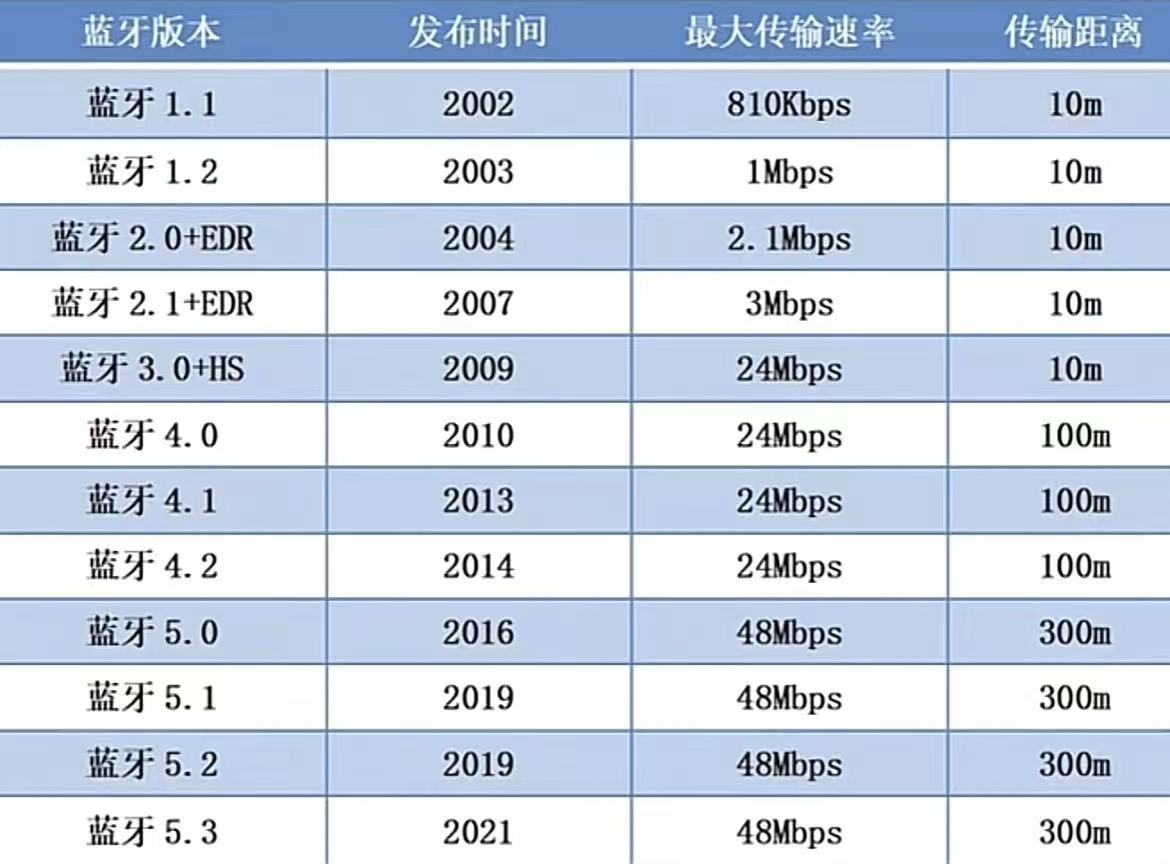 蓝牙版本 发布时间 最大传输速率 传输距离
蓝牙 1.1 2002 810Kbps 10m
蓝牙 1.2 2003 1Mbps 10m
蓝牙 2.0+EDR 2004 2.1Mbps 10m
蓝牙 2.1+EDR 2007 3Mbps 10m
蓝牙 3.0+HS 2009 24Mbps 10m
蓝牙 4.0 2010 24Mbps 100m
蓝牙 4.1 2013 24Mbps 100m
蓝牙 4.2 2014 24Mbps 100m
蓝牙 5.0 2016 48Mbps 300m
蓝牙 5.1 2019 48Mbps 300m
蓝牙 5.2 2019 48Mbps 300m
蓝牙 5.3 2021 48Mbps 300m